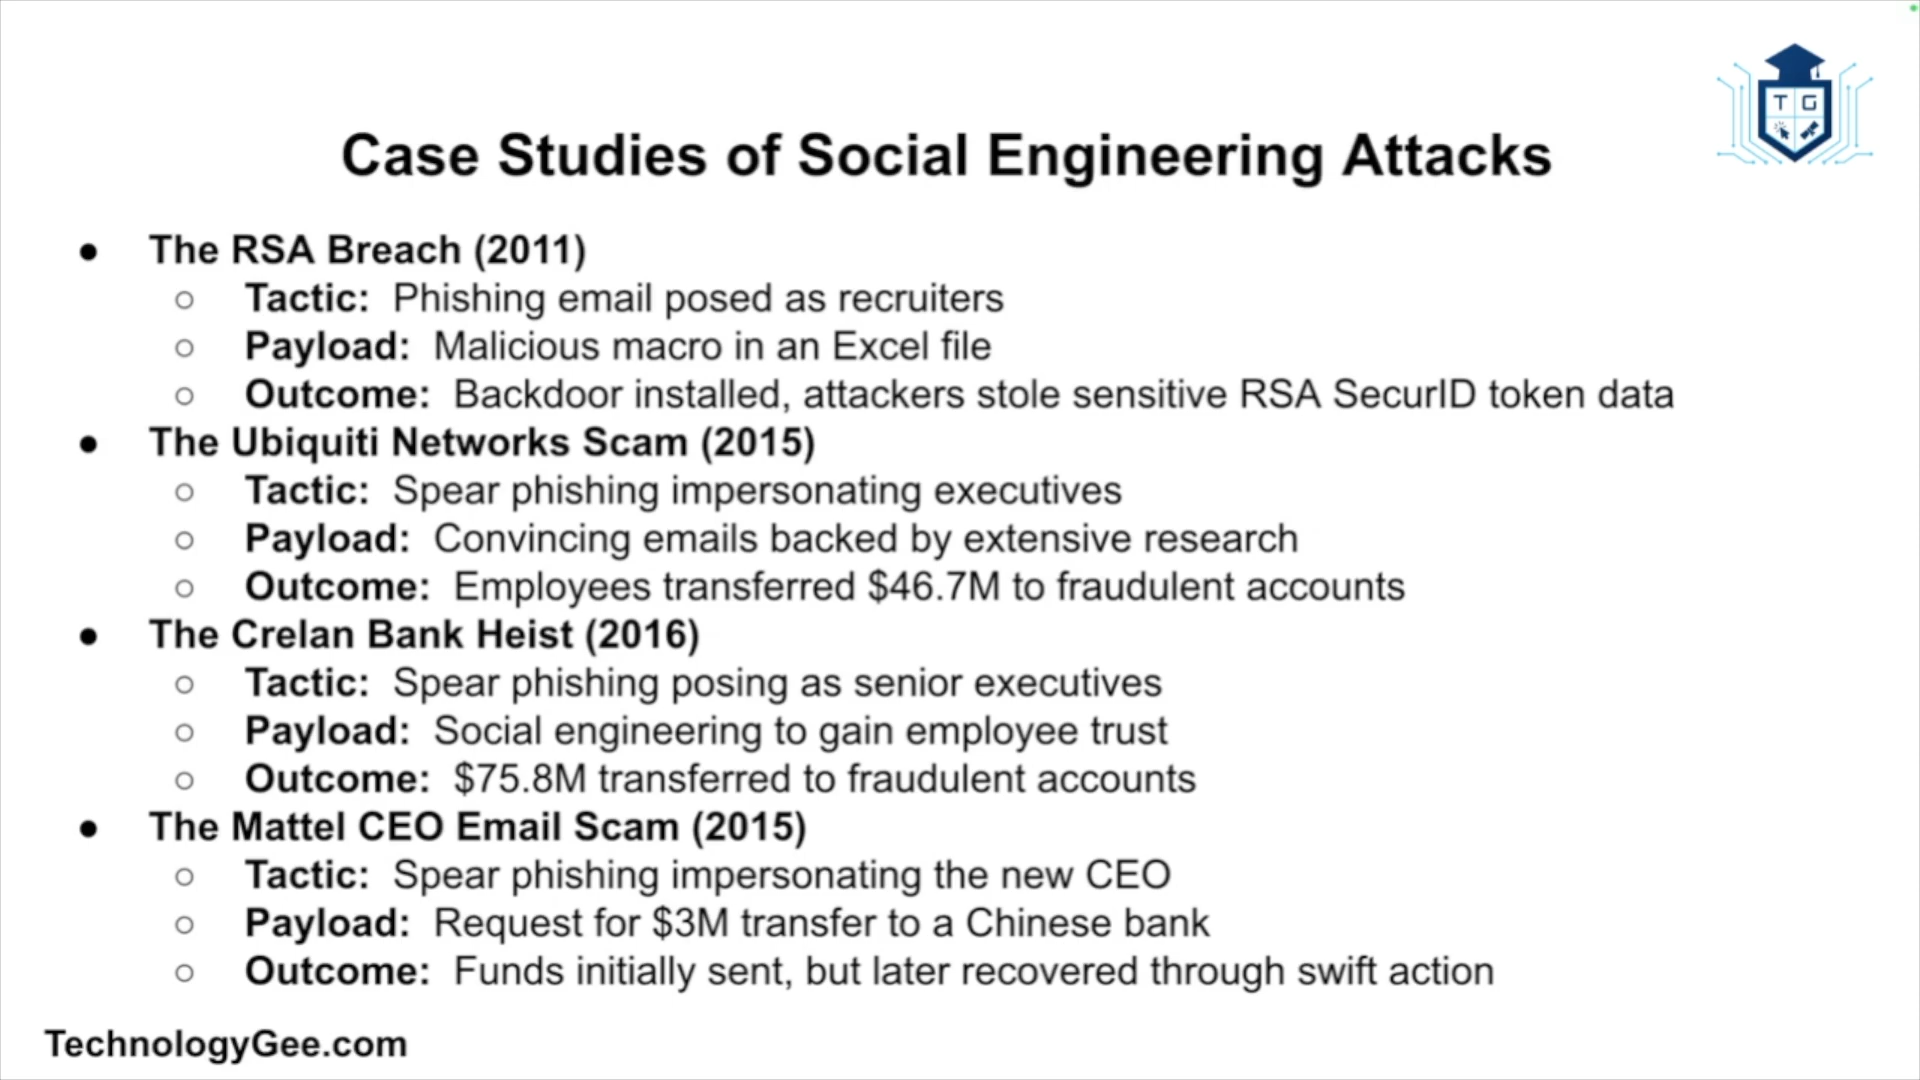 T G
Case Studies of Social Engineering Attacks
● The RSA Breach (2011)
○ Tactic: Phishing email posed as recruiters
○ Payload: Malicious macro in an Excel file
○ Outcome: Backdoor installed, attackers stole sensitive RSA SecurID token data
● The Ubiquiti Networks Scam (2015)
○ Tactic: Spear phishing impersonating executives
○ Payload: Convincing emails backed by extensive research
○ Outcome: Employees transferred $46.7M to fraudulent accounts
● The Crelan Bank Heist (2016)
○ Tactic: Spear phishing posing as senior executives
○ Payload: Social engineering to gain employee trust
○ Outcome: $75.8M transferred to fraudulent accounts
● The Mattel CEO Email Scam (2015)
○ Tactic: Spear phishing impersonating the new CEO
○ Payload: Request for $3M transfer to a Chinese bank
○ Outcome: Funds initially sent, but later recovered through swift action
TechnologyGee.com